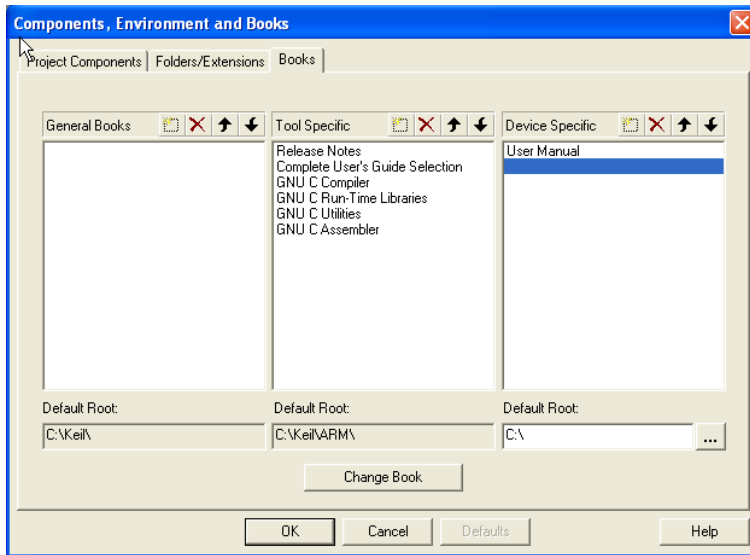 Components, Environment and Books
Project Components
Folders/Extensions
Books
General Books
Tool Specific
Device Specific
Release Notes
Complete User's Guide Selection
GNU C Compiler
GNU C Run-Time Libraries
GNU C Utilities
GNU C Assembler
User Manual
Default Root:
Default Root:
Default Root:
C:\Keil\
C:\Keil\ARM\
C:\
...
Change Book
OK
Cancel
Defaults
Help